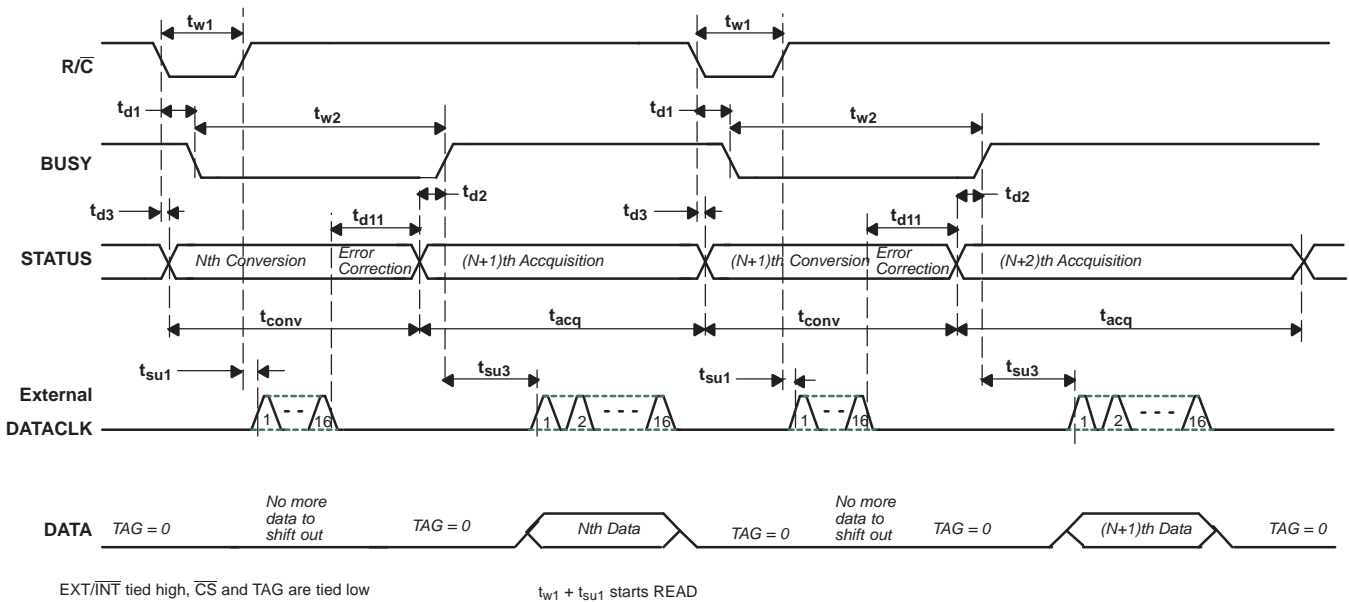 tw1 tw1
R/C̅
td1 tw2 td1 tw2
BUSY
td2 td2
td3 td11 td3 td11
STATUS Nth Conversion Error Correction (N+1)th Accquisition (N+1)th Conversion Error Correction (N+2)th Accquisition
tconv tacq tconv tacq
tsu1 tsu3 tsu1 tsu3
External
DATACLK 1 - - 16 1 2 - - - 16 1 - - 16 1 2 - - - 16
No more data to shift out No more data to shift out
DATA TAG = 0 TAG = 0 Nth Data TAG = 0 TAG = 0 (N+1)th Data TAG = 0
EXT/I̅N̅T̅ tied high, C̅S̅ and TAG are tied low tw1 + tsu1 starts READ